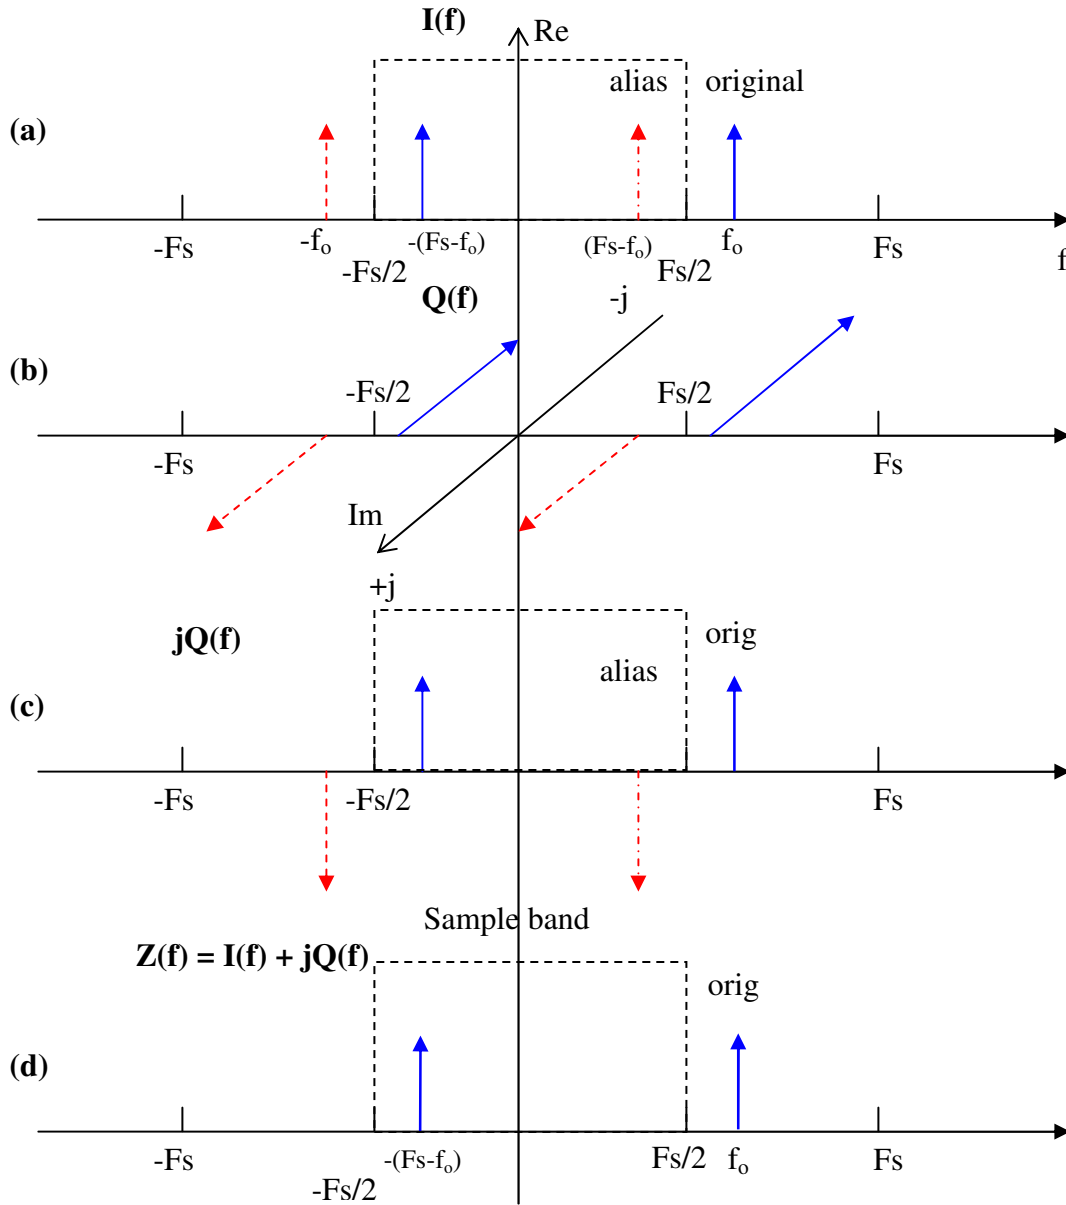 I(f)
Re
alias original
(a)
-Fs -fo -(Fs-fo) (Fs-fo) fo Fs
-Fs/2 Fs/2 f
Q(f) -j
(b)
-Fs/2 Fs/2
-Fs Fs
Im
+j
jQ(f) orig
alias
(c)
-Fs -Fs/2 Fs
Sample band
Z(f) = I(f) + jQ(f)
orig
(d)
-Fs -(Fs-fo) Fs/2 fo Fs
-Fs/2